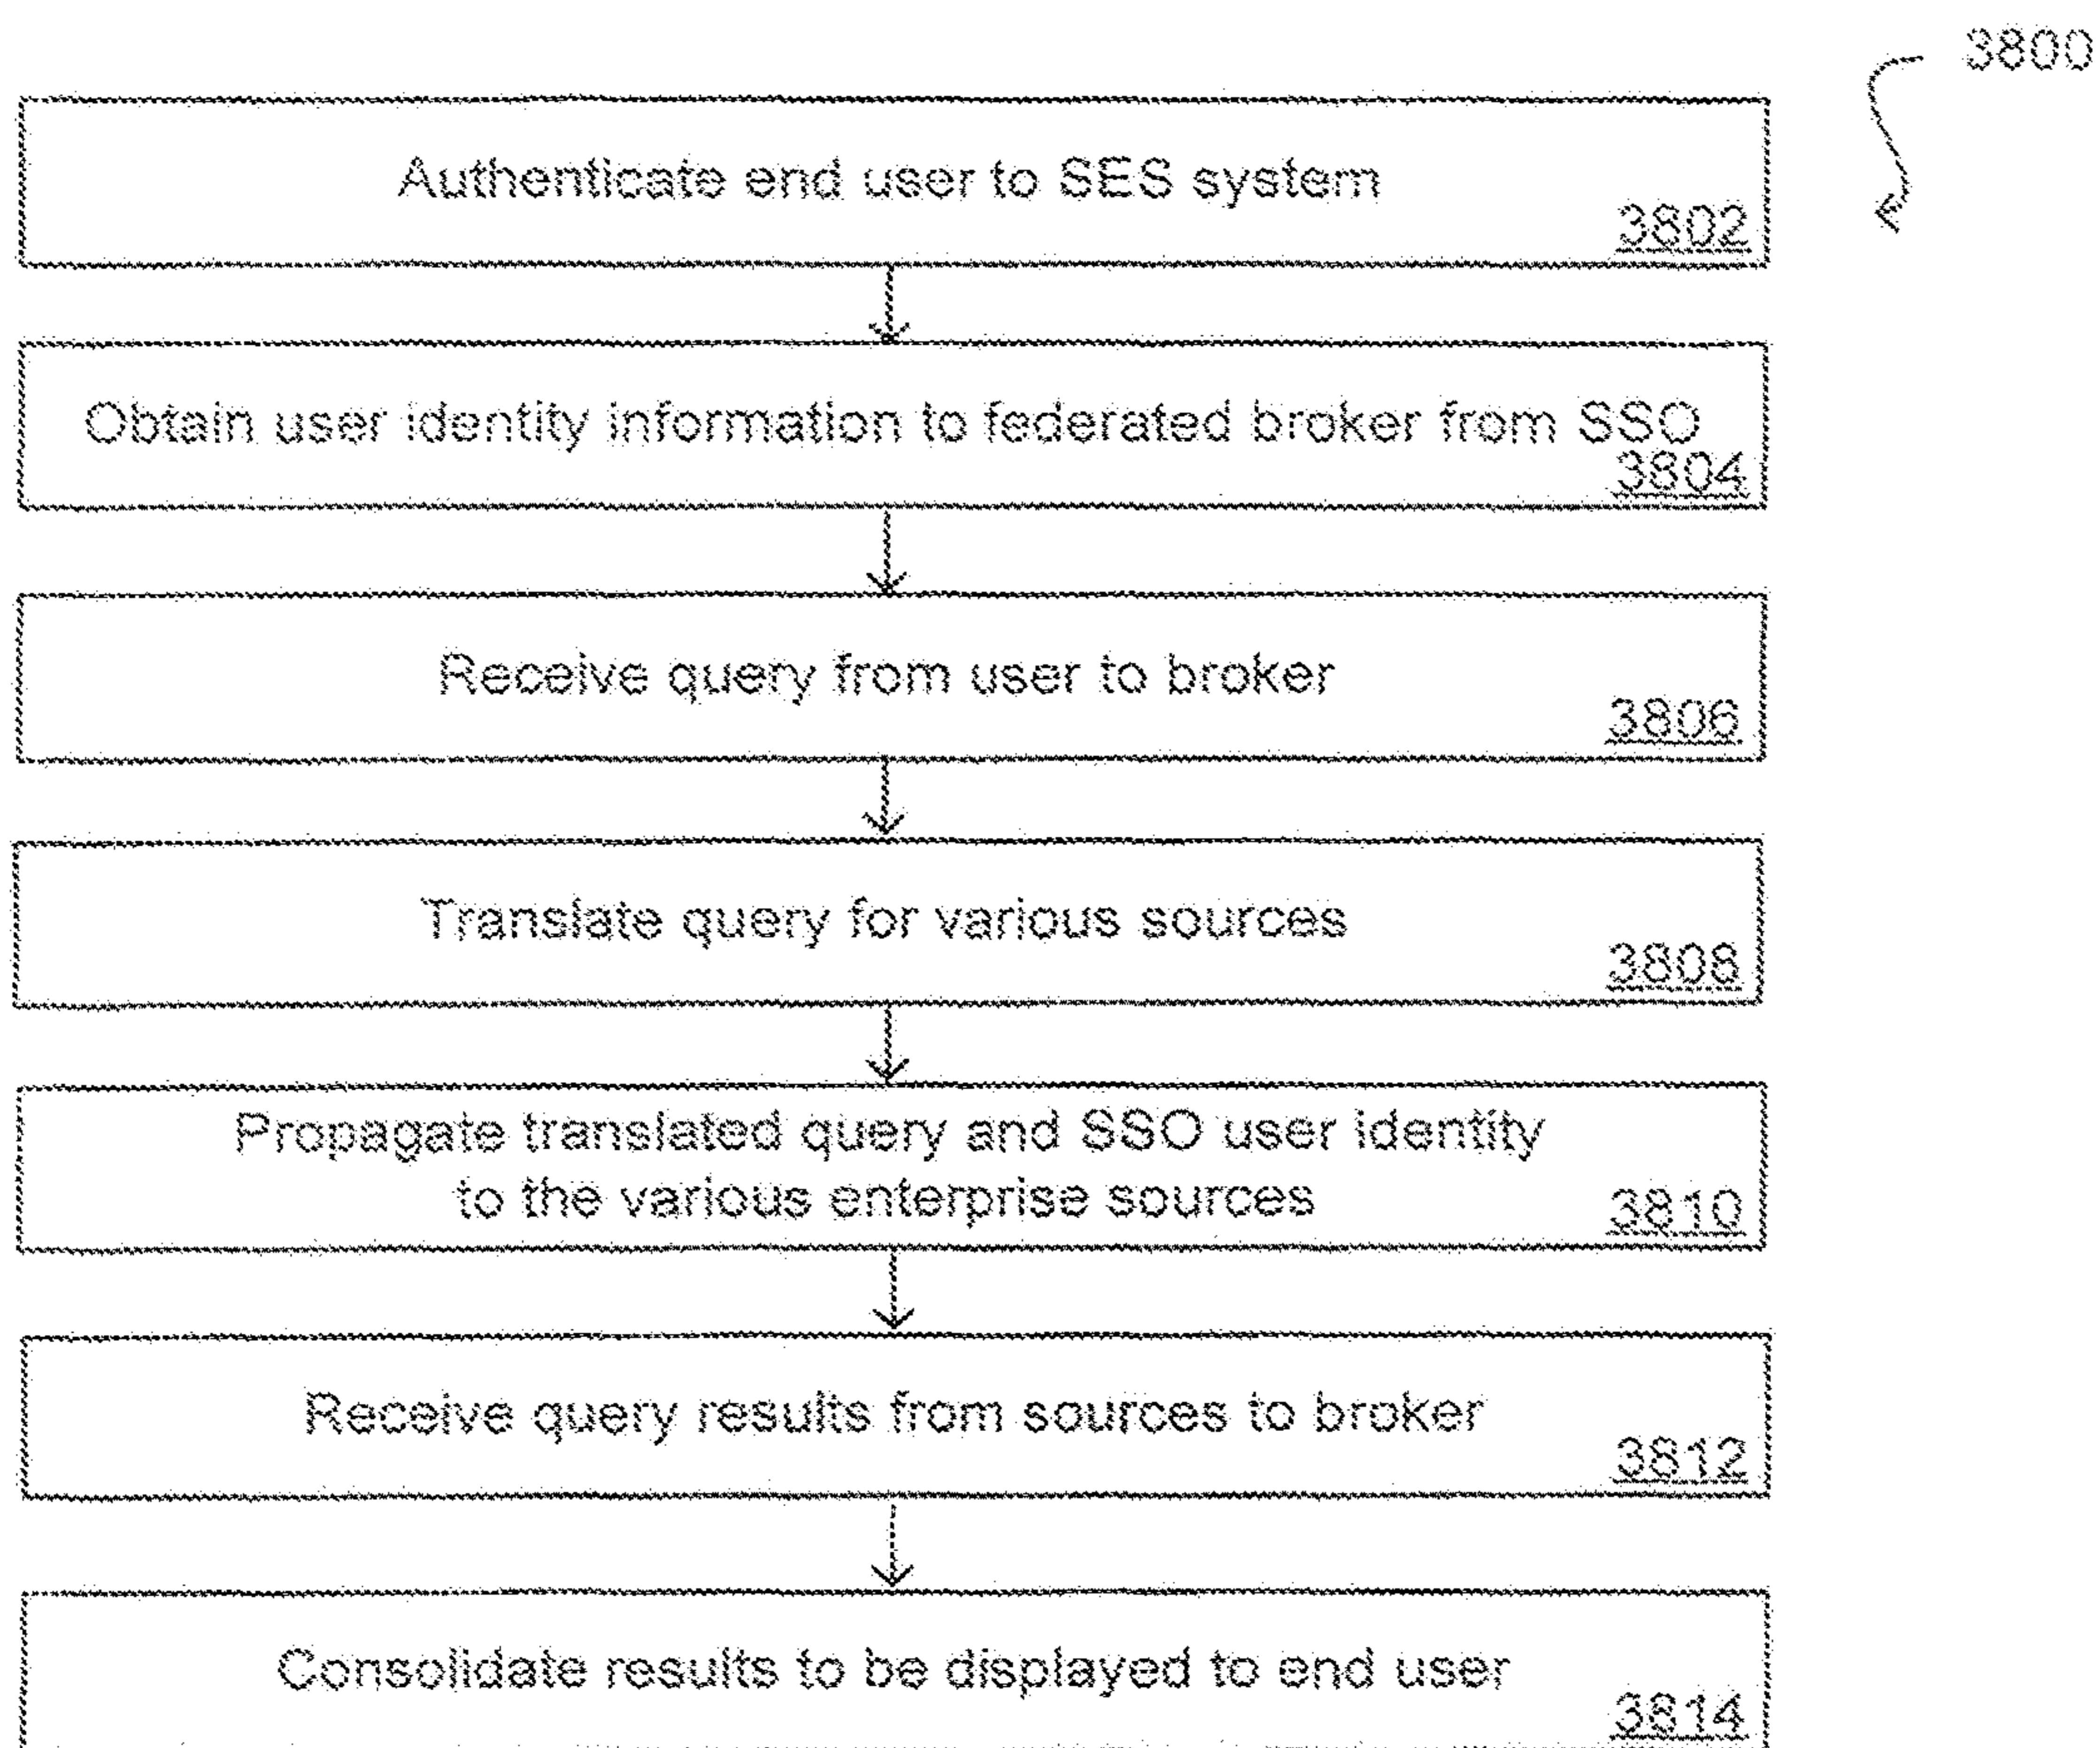 3800
Authenticate end user to SES system
3802
Obtain user identity information to federated broker from SSO
3804
Receive query from user to broker
3806
Translate query for various sources
3808
Propagate translated query and SSO user identity
to the various enterprise sources
3810
Receive query results from sources to broker
3812
Consolidate results to be displayed to end user
3814